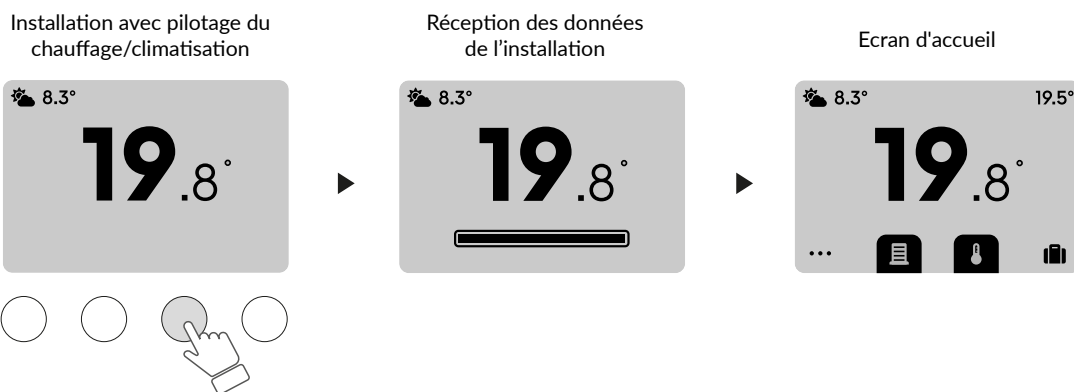 Installation avec pilotage du
chauffage/climatisation
Réception des données
de l'installation
Ecran d'accueil
8.3°
19.8°
8.3°
19.8°
8.3°
19.5°
19.8°
...